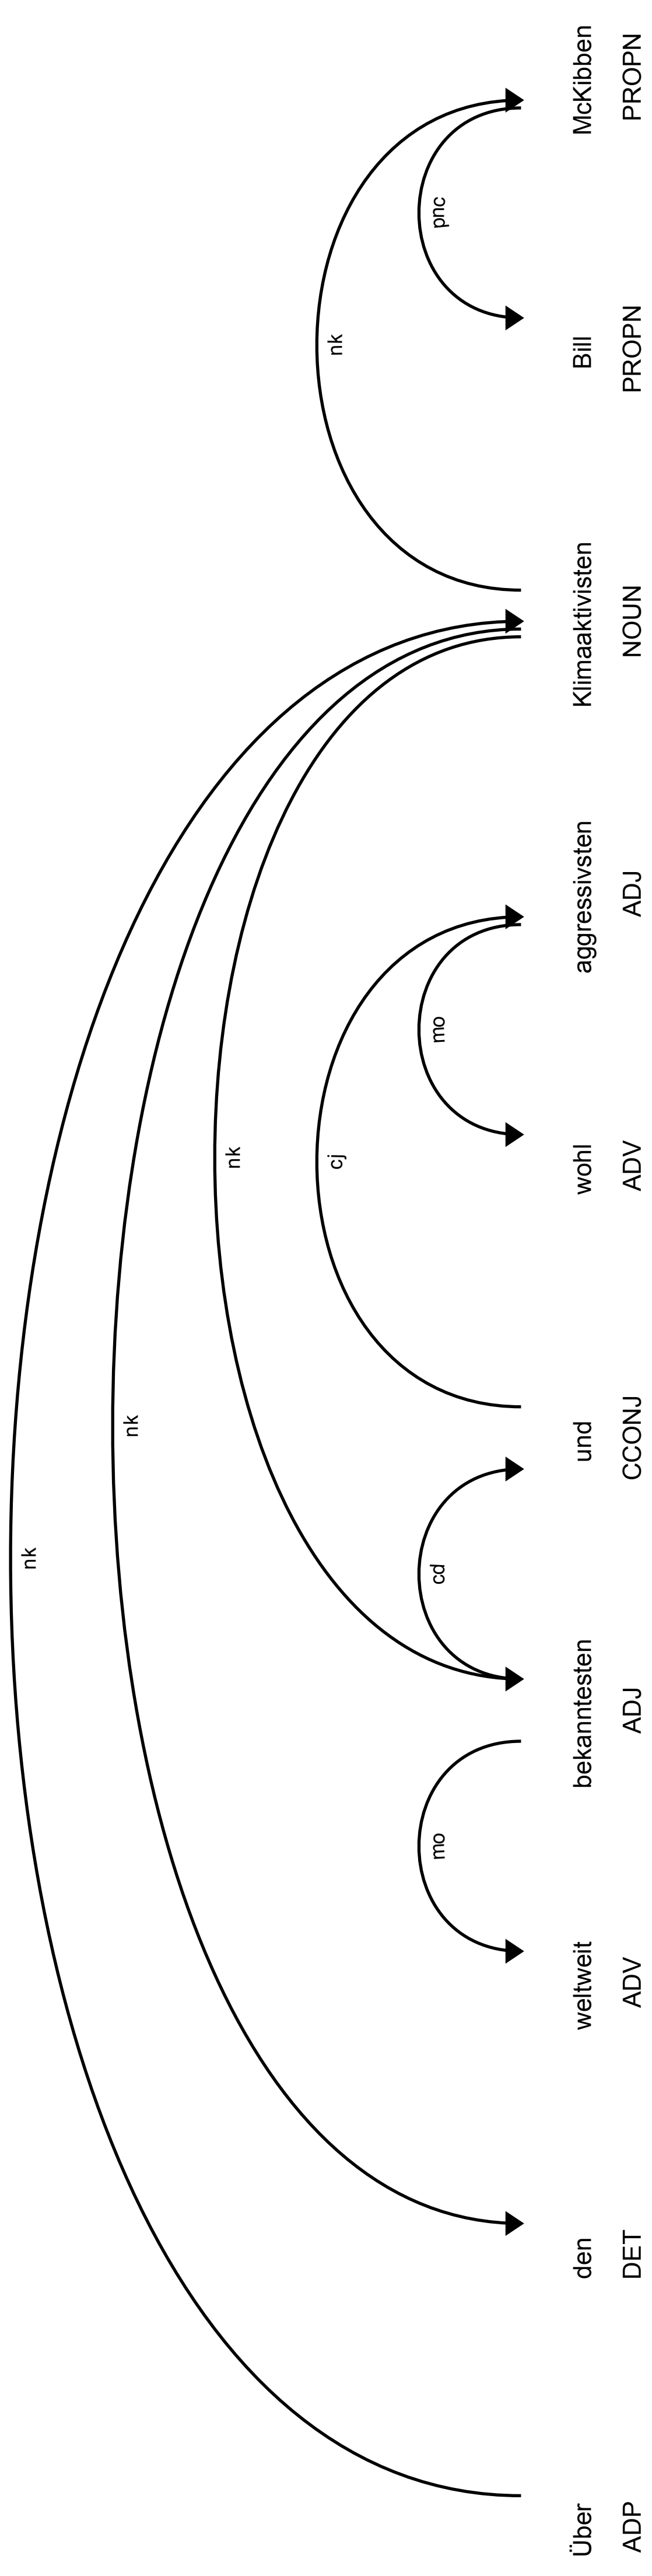 nk
nk
nk
cj
nk
mo
cd
mo
pnc
Über den weltweit bekanntesten und wohl aggressivsten Klimaaktivisten Bill McKibben
ADP DET ADV ADJ CCONJ ADV ADJ NOUN PROPN PROPN